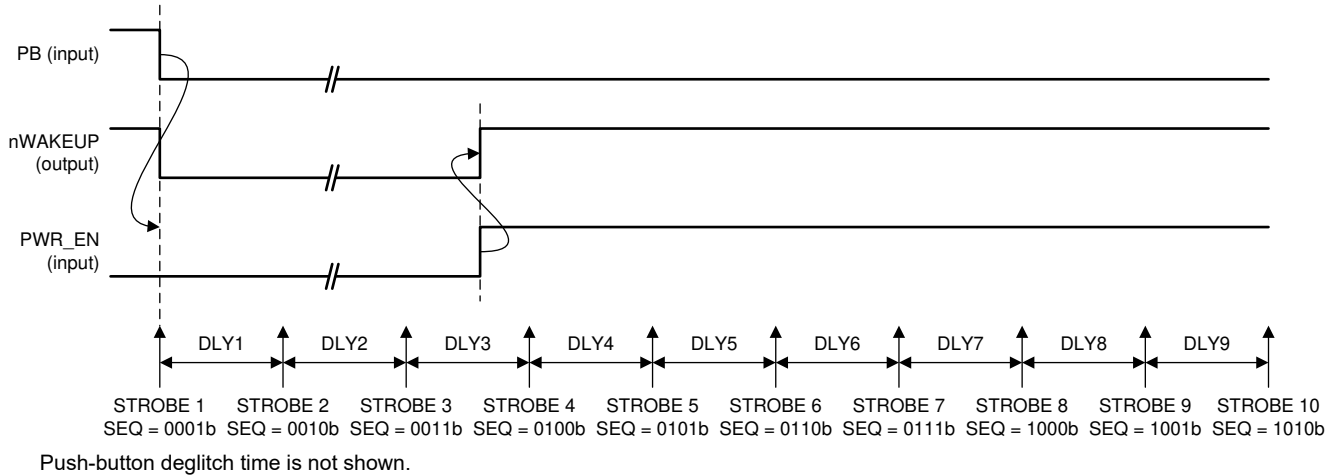 PB (input)
nWAKEUP
(output)
PWR_EN
(input)
DLY1 DLY2 DLY3 DLY4 DLY5 DLY6 DLY7 DLY8 DLY9
STROBE 1 STROBE 2 STROBE 3 STROBE 4 STROBE 5 STROBE 6 STROBE 7 STROBE 8 STROBE 9 STROBE 10
SEQ = 0001b SEQ = 0010b SEQ = 0011b SEQ = 0100b SEQ = 0101b SEQ = 0110b SEQ = 0111b SEQ = 1000b SEQ = 1001b SEQ = 1010b
Push-button deglitch time is not shown.